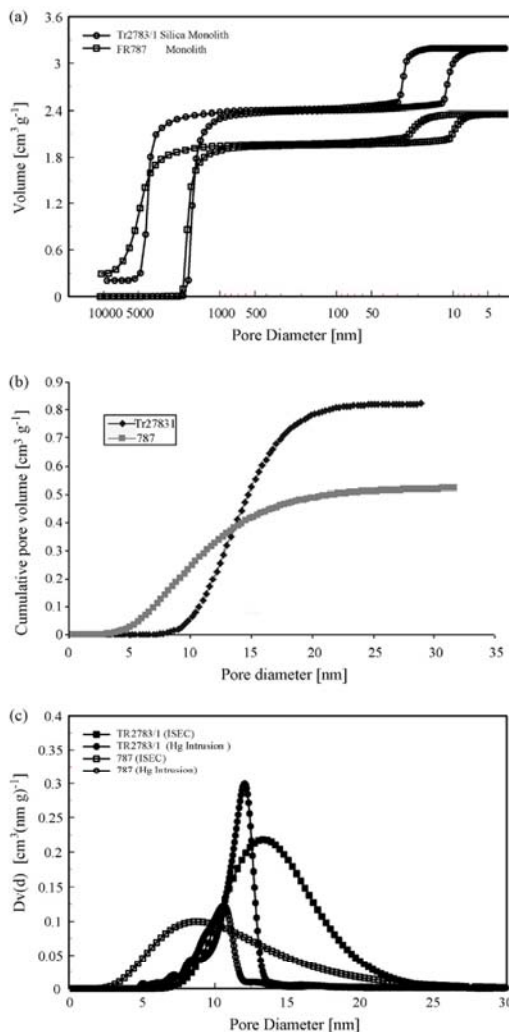 (a)
Tr2783/1 Silica Monolith
FR787 Monolith
Volume [cm³ g⁻¹]
3.6
3
2.4
1.8
1.2
0.6
0
10000 5000 1000 500 100 50 10 5
Pore Diameter [nm]
(b)
Tr27831
787
Cumulative pore volume [cm³ g⁻¹]
0.9
0.8
0.7
0.6
0.5
0.4
0.3
0.2
0.1
0
0 5 10 15 20 25 30 35
Pore diameter [nm]
(c)
TR2783/1 (ISEC)
TR2783/1 (Hg Intrusion )
787 (ISEC)
787 (Hg Intrusion)
Dv(d) [cm³(nm g)⁻¹]
0.4
0.3
0.2
0.15
0.1
0.05
0
0 5 10 15 20 25 30
Pore Diameter [nm]